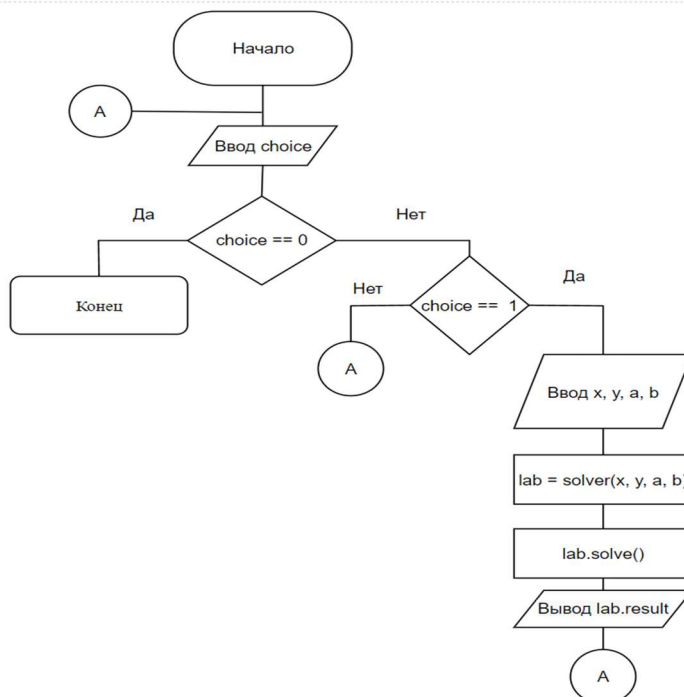 Начало
A
Ввод choice
Да
Нет
choice == 0
Конец
Нет
Да
choice == 1
A
Ввод x, y, a, b
lab = solver(x, y, a, b)
lab.solve()
Вывод lab.result
A